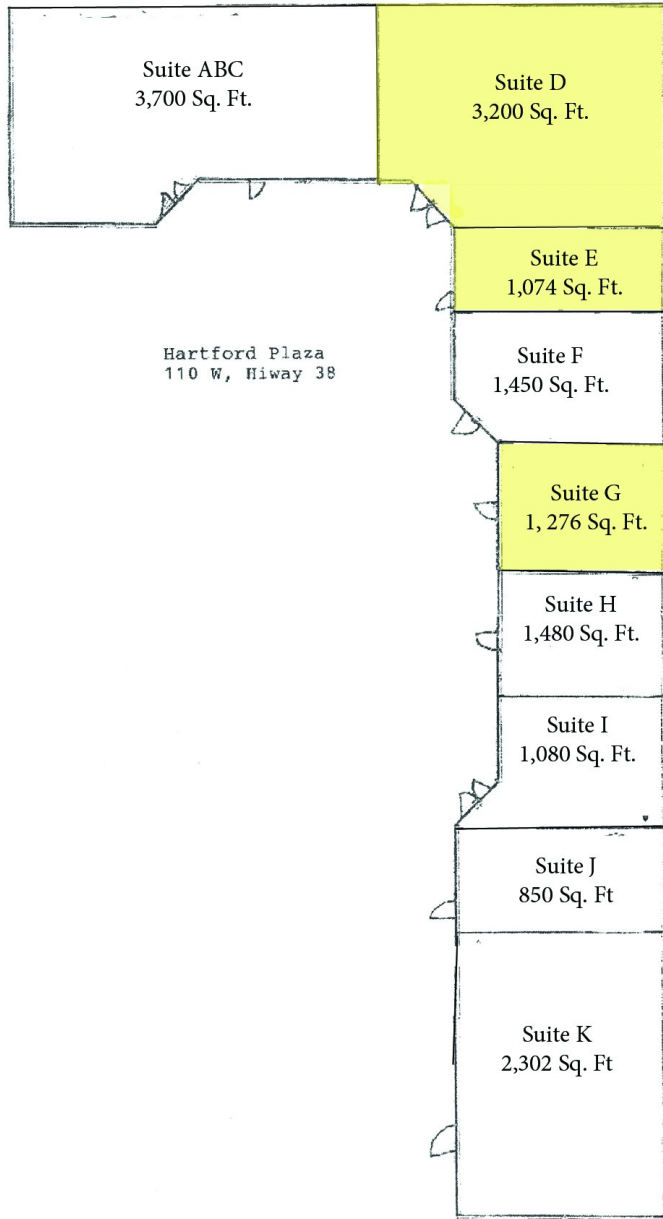 Suite ABC
3,700 Sq. Ft.
Suite D
3,200 Sq. Ft.
Suite E
1,074 Sq. Ft.
Hartford Plaza
110 W, Hiway 38
Suite F
1,450 Sq. Ft.
Suite G
1, 276 Sq. Ft.
Suite H
1,480 Sq. Ft.
Suite I
1,080 Sq. Ft.
Suite J
850 Sq. Ft
Suite K
2,302 Sq. Ft